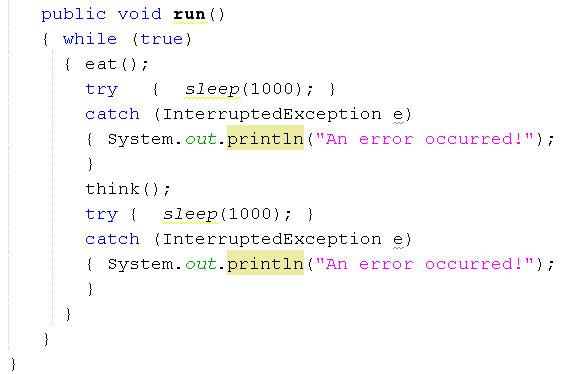 public void run()
{ while (true)
{ eat();
try { sleep(1000); }
catch (InterruptedException e)
{ System.out.println("An error occurred!");
}
think();
try { sleep(1000); }
catch (InterruptedException e)
{ System.out.println("An error occurred!");
}
}
}
}